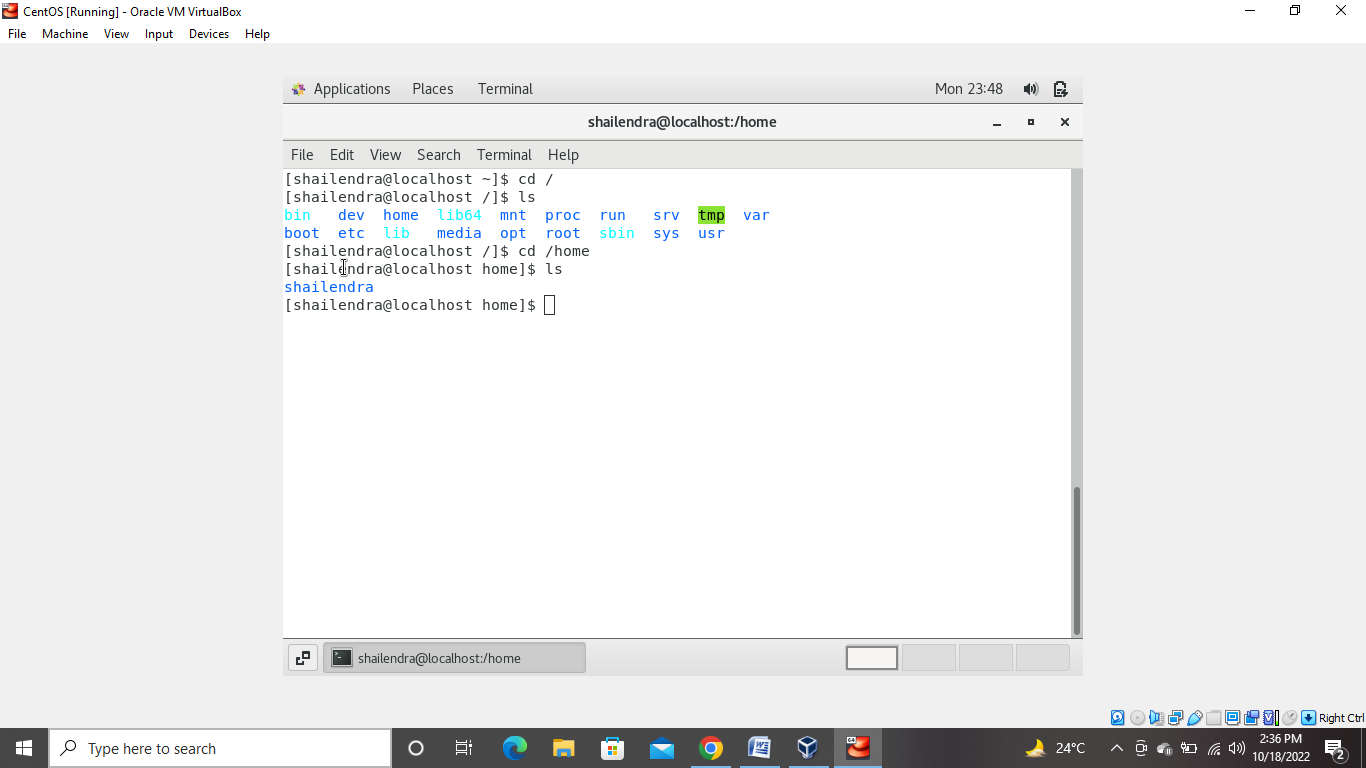 CentOS [Running] - Oracle VM VirtualBox
File Machine View Input Devices Help
Applications Places Terminal Mon 23:48
shailendra@localhost:/home
File Edit View Search Terminal Help
[shailendra@localhost ~]$ cd /
[shailendra@localhost /]$ ls
bin dev home lib64 mnt proc run srv tmp var
boot etc lib media opt root sbin sys usr
[shailendra@localhost /]$ cd /home
[shailendra@localhost home]$ ls
shailendra
[shailendra@localhost home]$
shailendra@localhost:/home
Right Ctrl
Type here to search
24°C
2:36 PM
10/18/2022
2